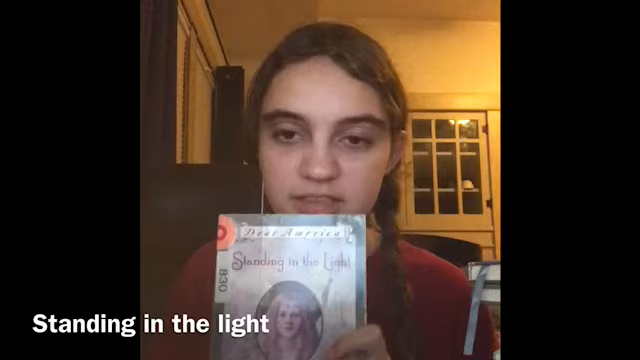 Dear America
Standing in the Light
830
Standing in the light